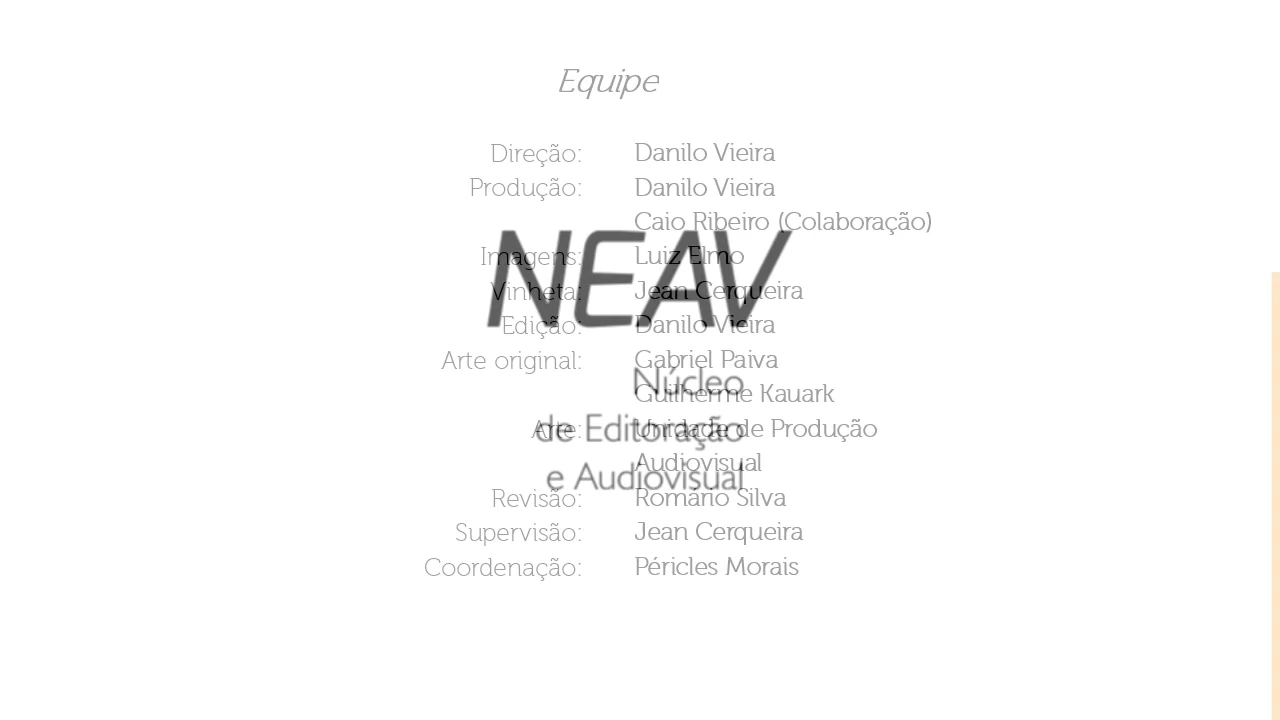 Equipe
Direção: Danilo Vieira
Produção: Danilo Vieira
Caio Ribeiro (Colaboração)
Imagens: Luiz Elmo
Vinheta: Jean Cerqueira
Edição: Danilo Vieira
Arte original: Gabriel Paiva
Guilherme Kauark
Arte: Unidade de Produção
Audiovisual
Revisão: Romário Silva
Supervisão: Jean Cerqueira
Coordenação: Péricles Morais
NEAV
Núcleo
de Editoração
e Audiovisual